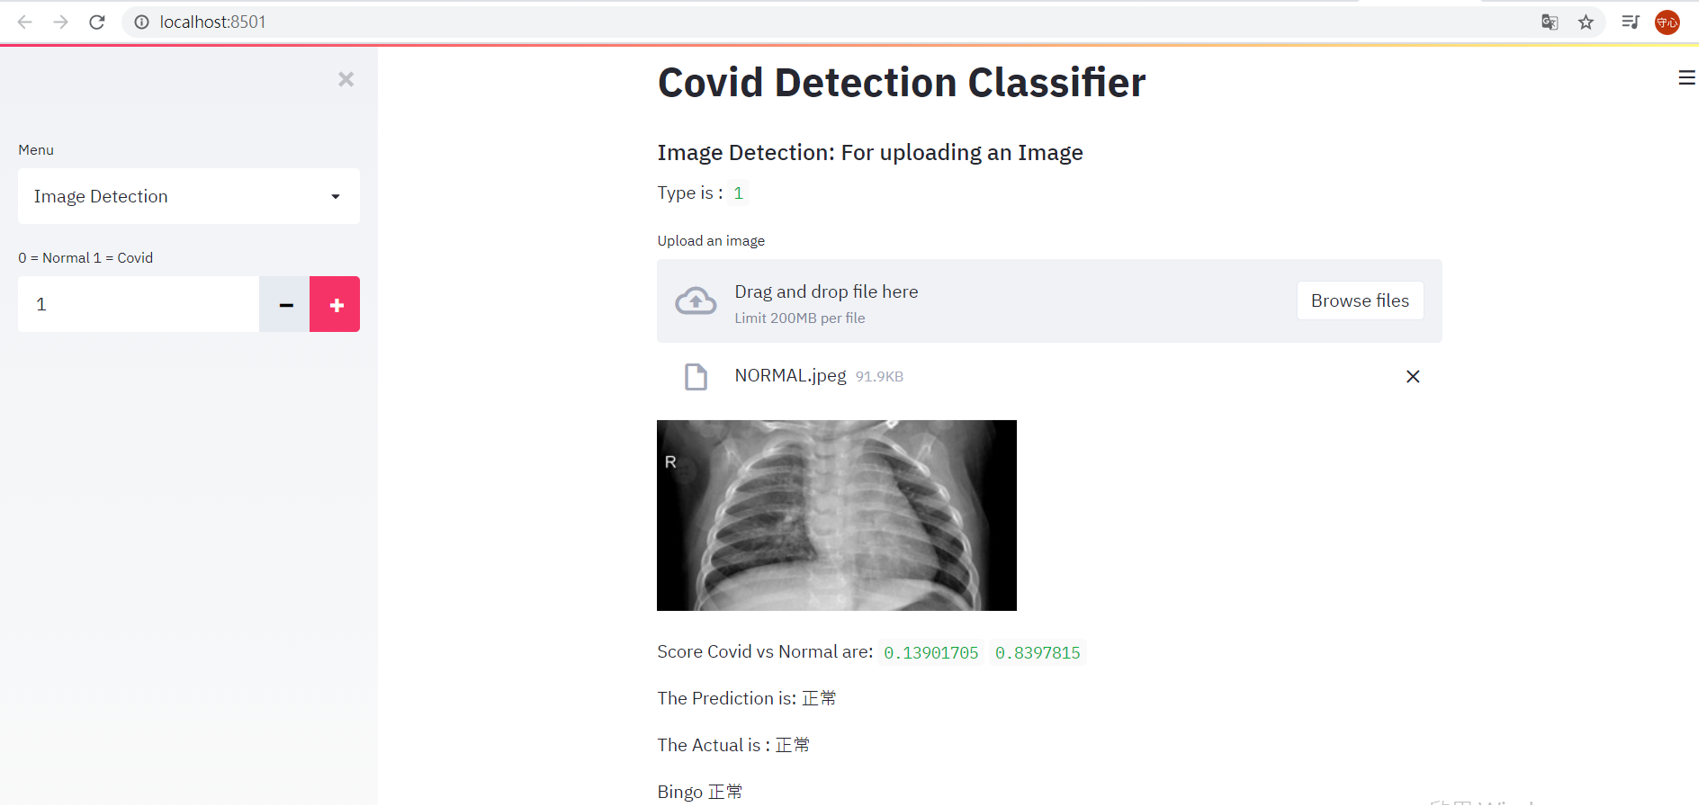 localhost:8501
守心
Covid Detection Classifier
Menu
Image Detection
0 = Normal 1 = Covid
1
Image Detection: For uploading an Image
Type is : 1
Upload an image
Drag and drop file here
Limit 200MB per file
Browse files
NORMAL.jpeg 91.9KB
R
Score Covid vs Normal are: 0.13901705 0.8397815
The Prediction is: 正常
The Actual is : 正常
Bingo 正常